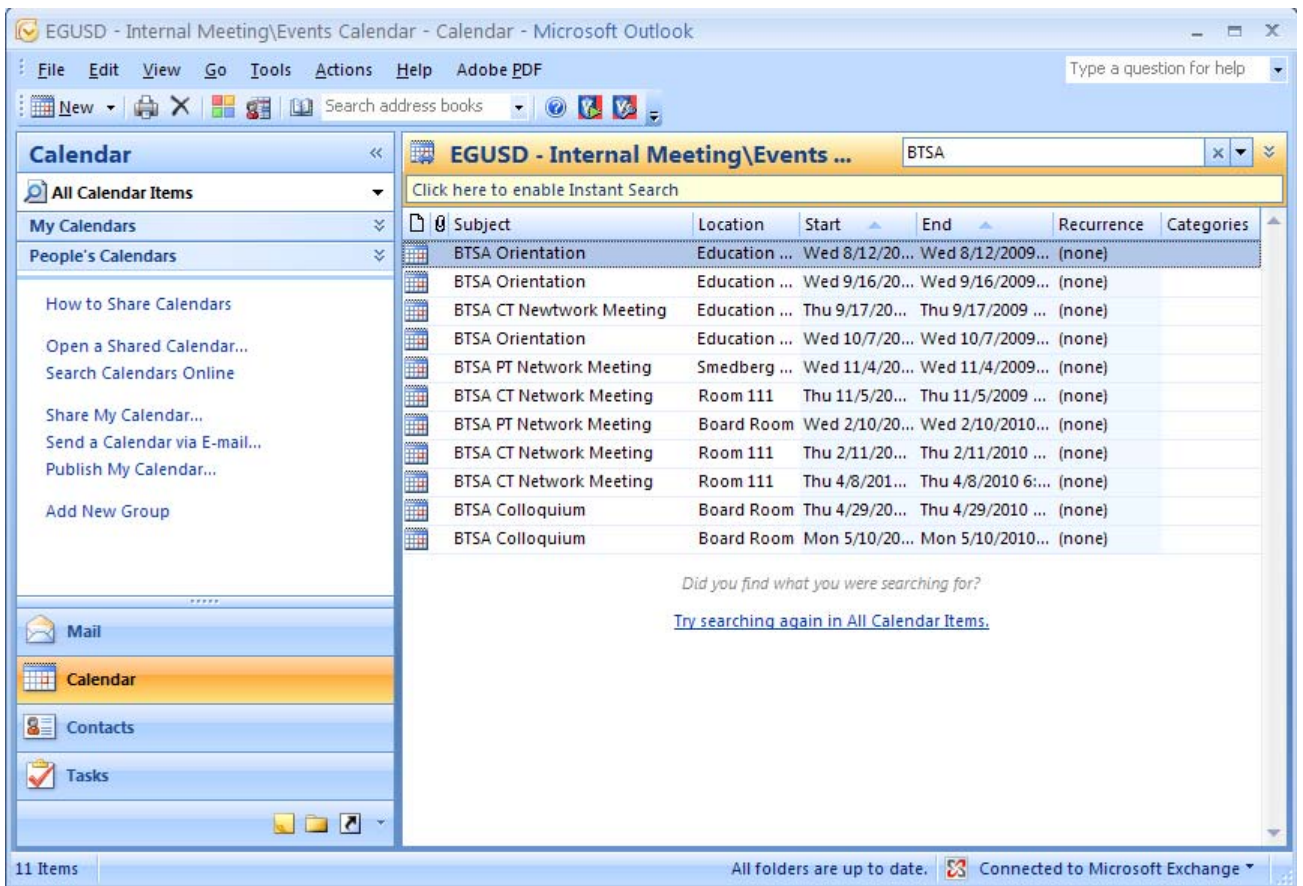 EGUSD - Internal Meeting\Events Calendar - Calendar - Microsoft Outlook
File Edit View Go Tools Actions Help Adobe PDF Type a question for help
New Search address books
Calendar «
EGUSD - Internal Meeting\Events ... BTSA
All Calendar Items
Click here to enable Instant Search
My Calendars
People's Calendars
How to Share Calendars
Open a Shared Calendar...
Search Calendars Online
Share My Calendar...
Send a Calendar via E-mail...
Publish My Calendar...
Add New Group
Subject Location Start End Recurrence Categories
BTSA Orientation Education ... Wed 8/12/20... Wed 8/12/2009... (none)
BTSA Orientation Education ... Wed 9/16/20... Wed 9/16/2009... (none)
BTSA CT Newtwork Meeting Education ... Thu 9/17/20... Thu 9/17/2009 ... (none)
BTSA Orientation Education ... Wed 10/7/20... Wed 10/7/2009... (none)
BTSA PT Network Meeting Smedberg ... Wed 11/4/20... Wed 11/4/2009... (none)
BTSA CT Network Meeting Room 111 Thu 11/5/20... Thu 11/5/2009 ... (none)
BTSA PT Network Meeting Board Room Wed 2/10/20... Wed 2/10/2010... (none)
BTSA CT Network Meeting Room 111 Thu 2/11/20... Thu 2/11/2010 ... (none)
BTSA CT Network Meeting Room 111 Thu 4/8/201... Thu 4/8/2010 6:... (none)
BTSA Colloquium Board Room Thu 4/29/20... Thu 4/29/2010 ... (none)
BTSA Colloquium Board Room Mon 5/10/20... Mon 5/10/2010... (none)
Did you find what you were searching for?
Try searching again in All Calendar Items.
Mail
Calendar
Contacts
Tasks
11 Items All folders are up to date. Connected to Microsoft Exchange